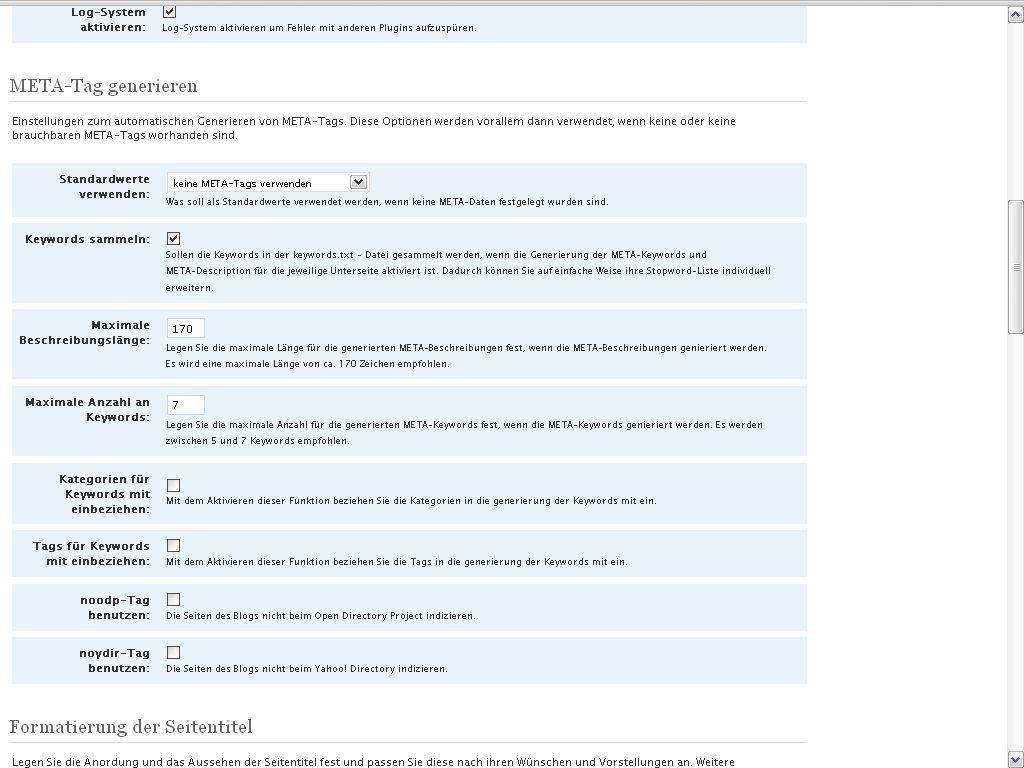 Log-System
aktivieren:
Log-System aktivieren um Fehler mit anderen Plugins aufzuspüren.
META-Tag generieren
Einstellungen zum automatischen Generieren von META-Tags. Diese Optionen werden vorallem dann verwendet, wenn keine oder keine
brauchbaren META-Tags worhanden sind.
Standardwerte
verwenden:
keine META-Tags verwenden
Was soll als Standardwerte verwendet werden, wenn keine META-Daten festgelegt wurden sind.
Keywords sammeln:
Sollen die Keywords in der keywords.txt - Datei gesammelt werden, wenn die Generierung der META-Keywords und
META-Description für die jeweilige Unterseite aktiviert ist. Dadurch können Sie auf einfache Weise ihre Stopword-Liste individuell
erweitern.
Maximale
Beschreibungslänge:
170
Legen Sie die maximale Länge für die generierten META-Beschreibungen fest, wenn die META-Beschreibungen genieriert werden.
Es wird eine maximale Länge von ca. 170 Zeichen empfohlen.
Maximale Anzahl an
Keywords:
7
Legen Sie die maximale Anzahl für die generierten META-Keywords fest, wenn die META-Keywords genieriert werden. Es werden
zwischen 5 und 7 Keywords empfohlen.
Kategorien für
Keywords mit
einbeziehen:
Mit dem Aktivieren dieser Funktion beziehen Sie die Kategorien in die generierung der Keywords mit ein.
Tags für Keywords
mit einbeziehen:
Mit dem Aktivieren dieser Funktion beziehen Sie die Tags in die generierung der Keywords mit ein.
noodp-Tag
benutzen:
Die Seiten des Blogs nicht beim Open Directory Project indizieren.
noydir-Tag
benutzen:
Die Seiten des Blogs nicht beim Yahoo! Directory indizieren.
Formatierung der Seitentitel
Legen Sie die Anordung und das Aussehen der Seitentitel fest und passen Sie diese nach ihren Wünschen und Vorstellungen an. Weitere